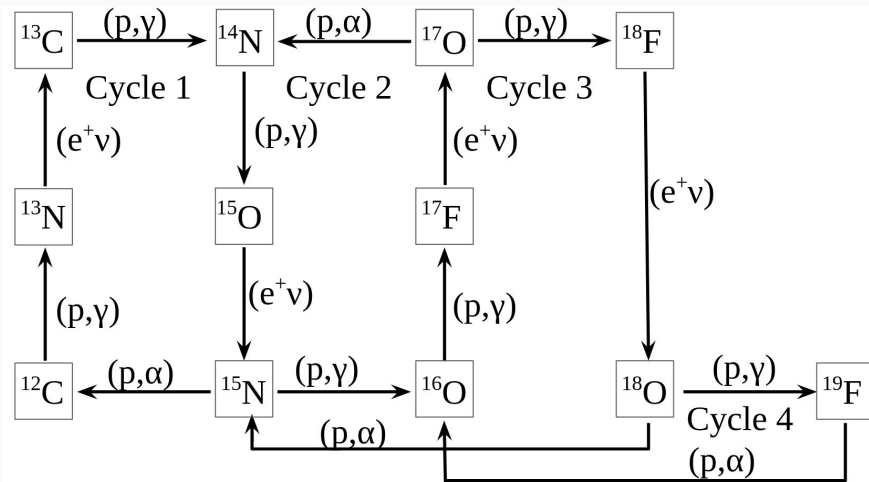 ¹³C (p,γ) ¹⁴N (p,α) ¹⁷O (p,γ) ¹⁸F
Cycle 1 Cycle 2 Cycle 3
(e⁺ν) (p,γ) (e⁺ν)
(e⁺ν)
¹³N ¹⁵O ¹⁷F
(e⁺ν)
(p,γ) (p,γ)
¹²C (p,α) ¹⁵N (p,γ) ¹⁶O ¹⁸O (p,γ) ¹⁹F
Cycle 4
(p,α)
(p,α)